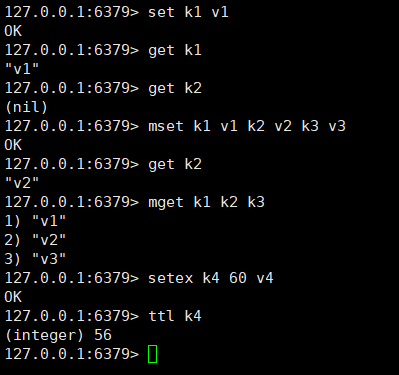 127.0.0.1:6379> set k1 v1
OK
127.0.0.1:6379> get k1
"v1"
127.0.0.1:6379> get k2
(nil)
127.0.0.1:6379> mset k1 v1 k2 v2 k3 v3
OK
127.0.0.1:6379> get k2
"v2"
127.0.0.1:6379> mget k1 k2 k3
1) "v1"
2) "v2"
3) "v3"
127.0.0.1:6379> setex k4 60 v4
OK
127.0.0.1:6379> ttl k4
(integer) 56
127.0.0.1:6379>